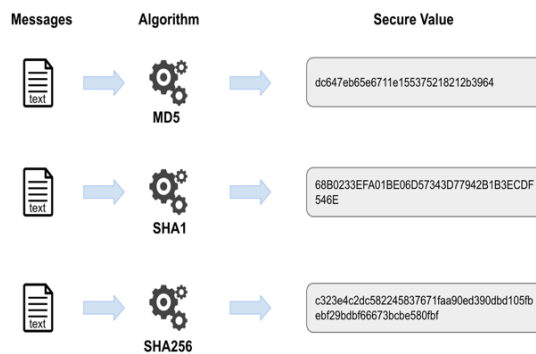 Messages Algorithm Secure Value
text
MD5
dc647eb65e6711e155375218212b3964
text
SHA1
68B0233EFA01BE06D57343D77942B1B3ECDF
546E
text
SHA256
c323e4c2dc582245837671faa90ed390dbd105fb
ebf29bdbf66673bcbe580fbf